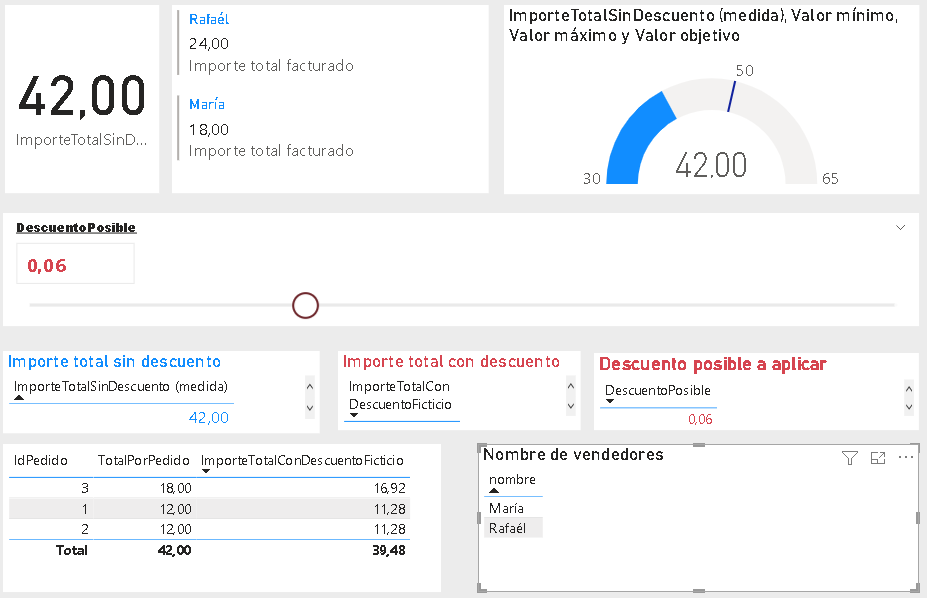 42,00
ImporteTotalSinD...
Rafaél
24,00
Importe total facturado
María
18,00
Importe total facturado
ImporteTotalSinDescuento (medida), Valor mínimo,
Valor máximo y Valor objetivo
50
42,00
30
65
DescuentoPosible
0,06
Importe total sin descuento
ImporteTotalSinDescuento (medida)
42,00
Importe total con descuento
ImporteTotalCon
DescuentoFicticio
Descuento posible a aplicar
DescuentoPosible
0,06
IdPedido TotalPorPedido ImporteTotalConDescuentoFicticio
3 18,00 16,92
1 12,00 11,28
2 12,00 11,28
Total 42,00 39,48
Nombre de vendedores
nombre
María
Rafaél